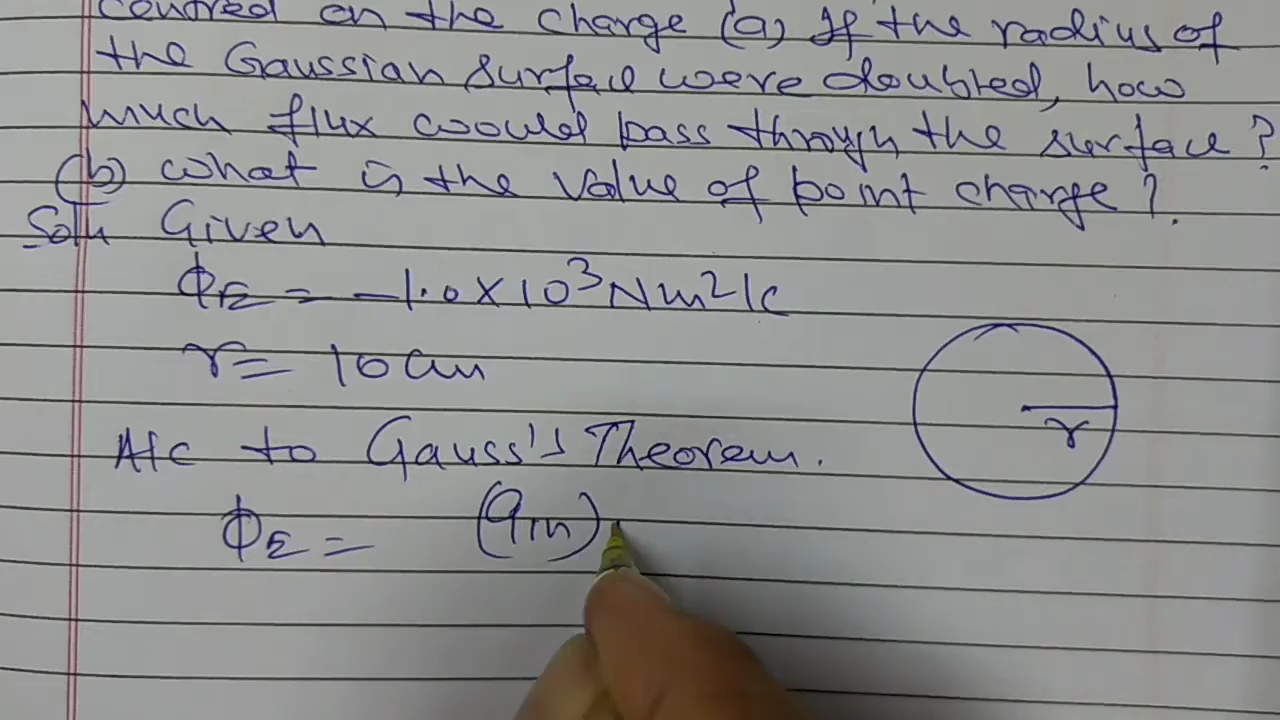 centred on the charge (a) If the radius of
the Gaussian surface were doubled, how
much flux would pass through the surface?
(b) What is the value of point charge?
Soln Given
ΦE = -1.0 × 10³ Nm²/C
r = 10 cm
A/c to Gauss's Theorem.
r
ΦE = (qin)